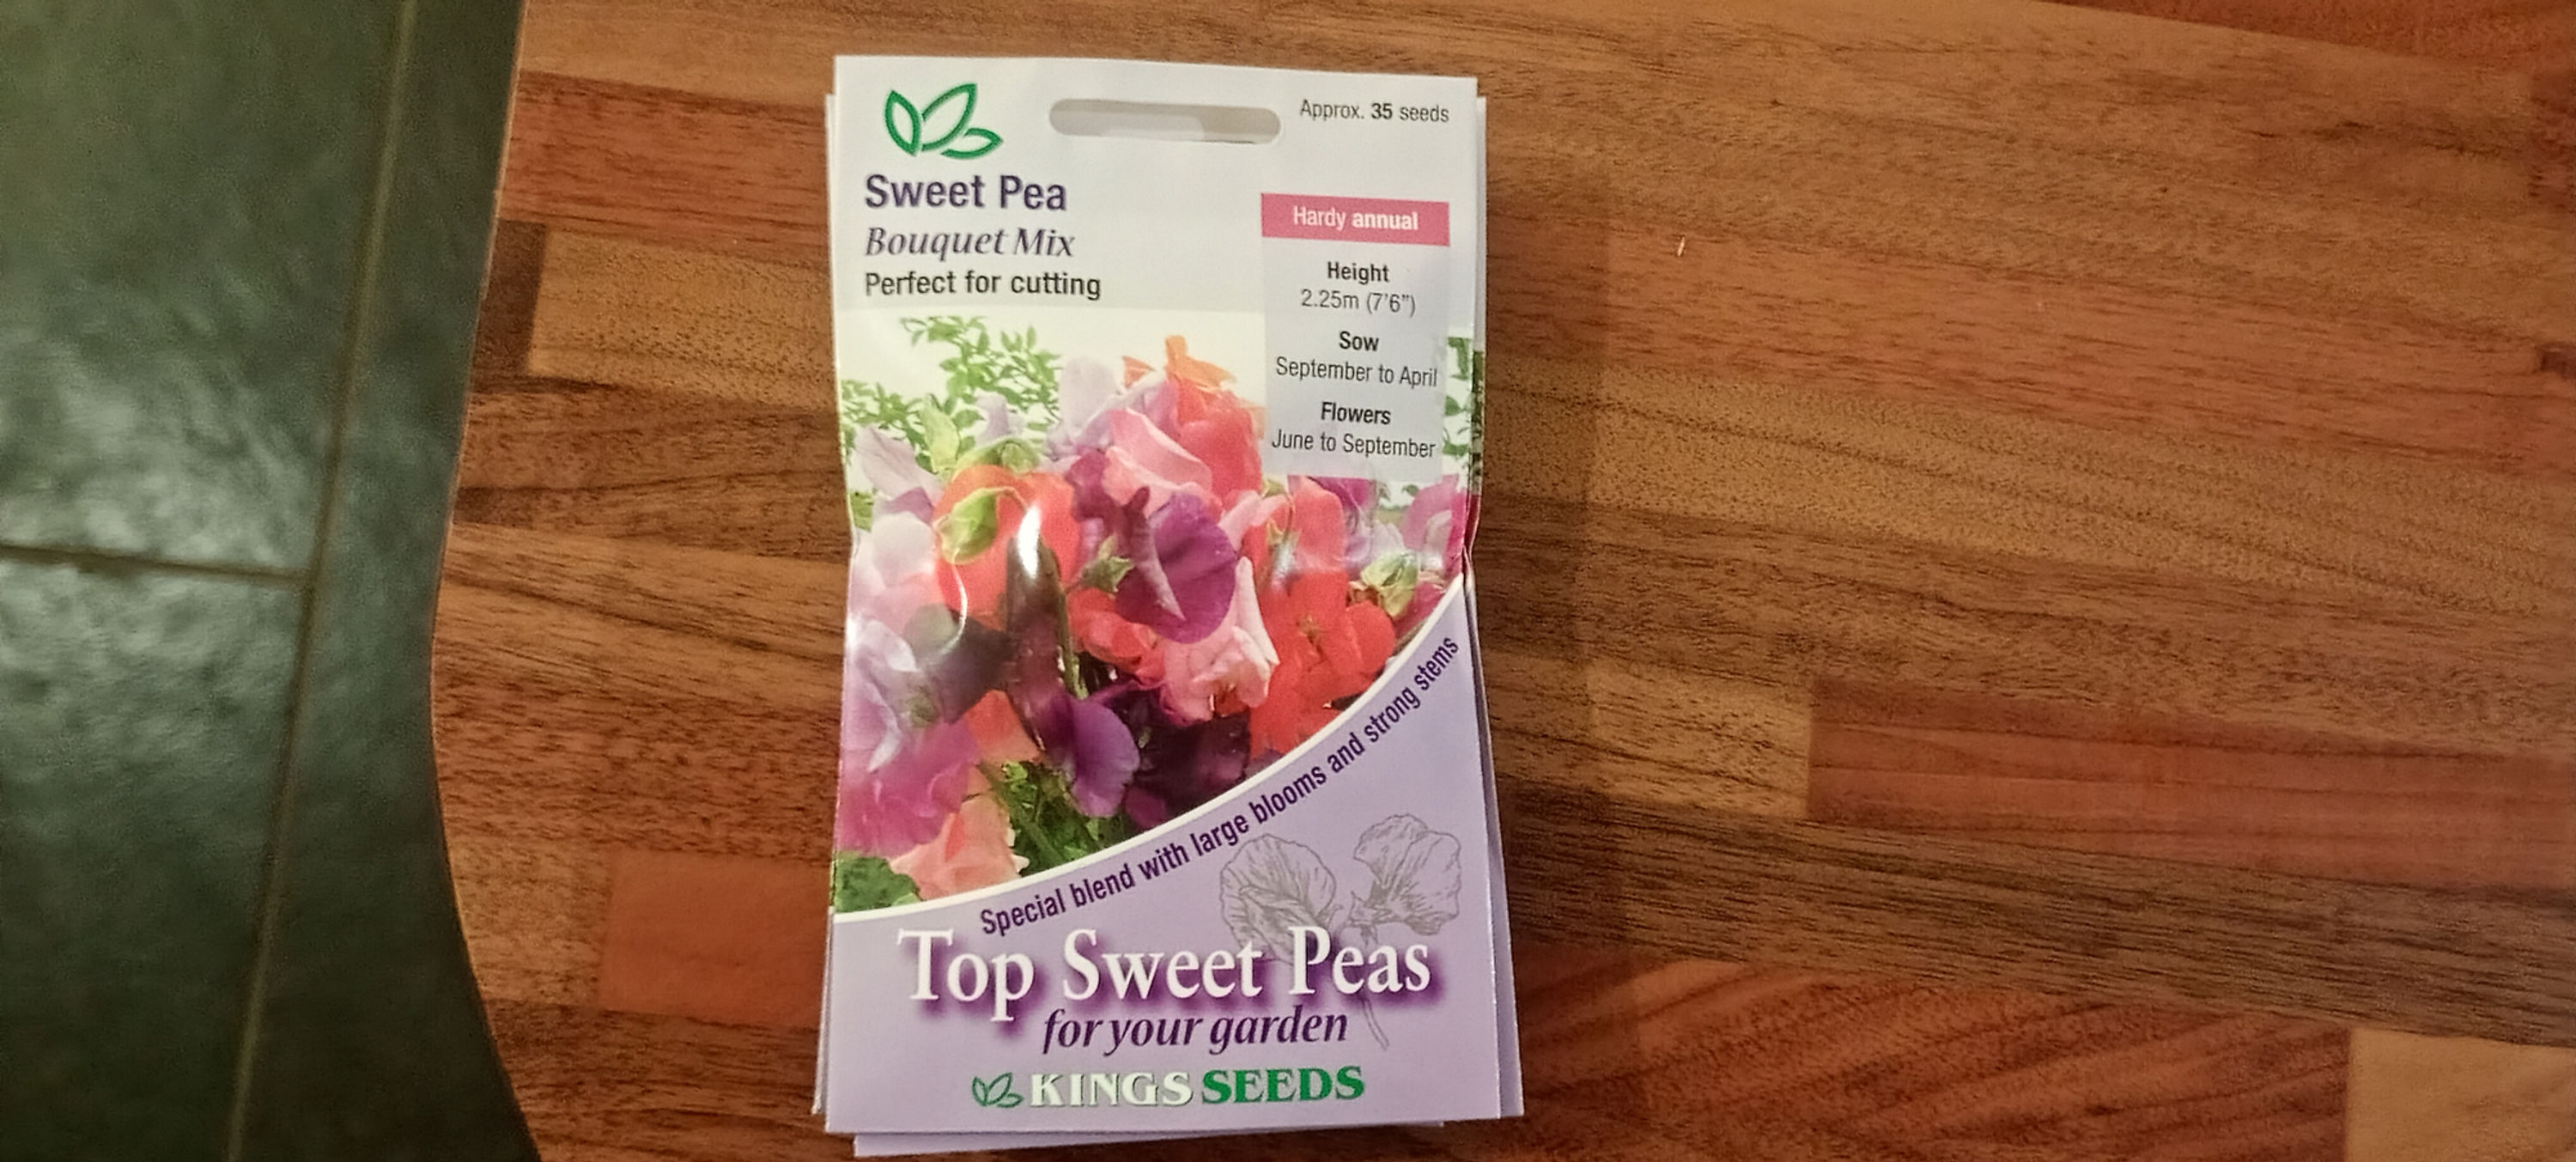 Approx. 35 seeds
Sweet Pea
Bouquet Mix
Perfect for cutting
Hardy annual
Height
2.25m (7'6")
Sow
September to April
Flowers
June to September
Special blend with large blooms and strong stems
Top Sweet Peas
for your garden
KINGS SEEDS